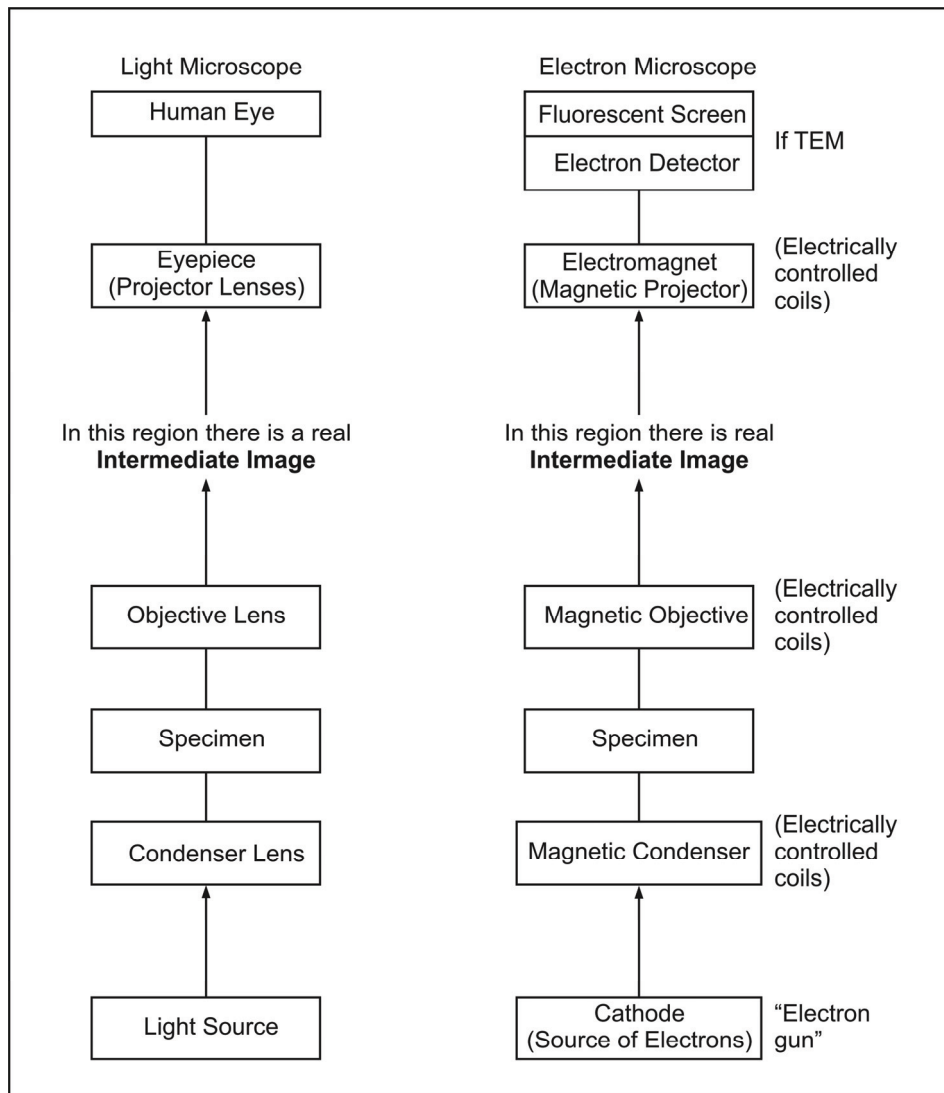 Light Microscope
Human Eye
Eyepiece
(Projector Lenses)
In this region there is a real
Intermediate Image
Objective Lens
Specimen
Condenser Lens
Light Source
Electron Microscope
Fluorescent Screen
Electron Detector
If TEM
Electromagnet
(Magnetic Projector)
(Electrically
controlled
coils)
In this region there is real
Intermediate Image
Magnetic Objective
(Electrically
controlled
coils)
Specimen
Magnetic Condenser
(Electrically
controlled
coils)
Cathode
(Source of Electrons)
“Electron
gun”